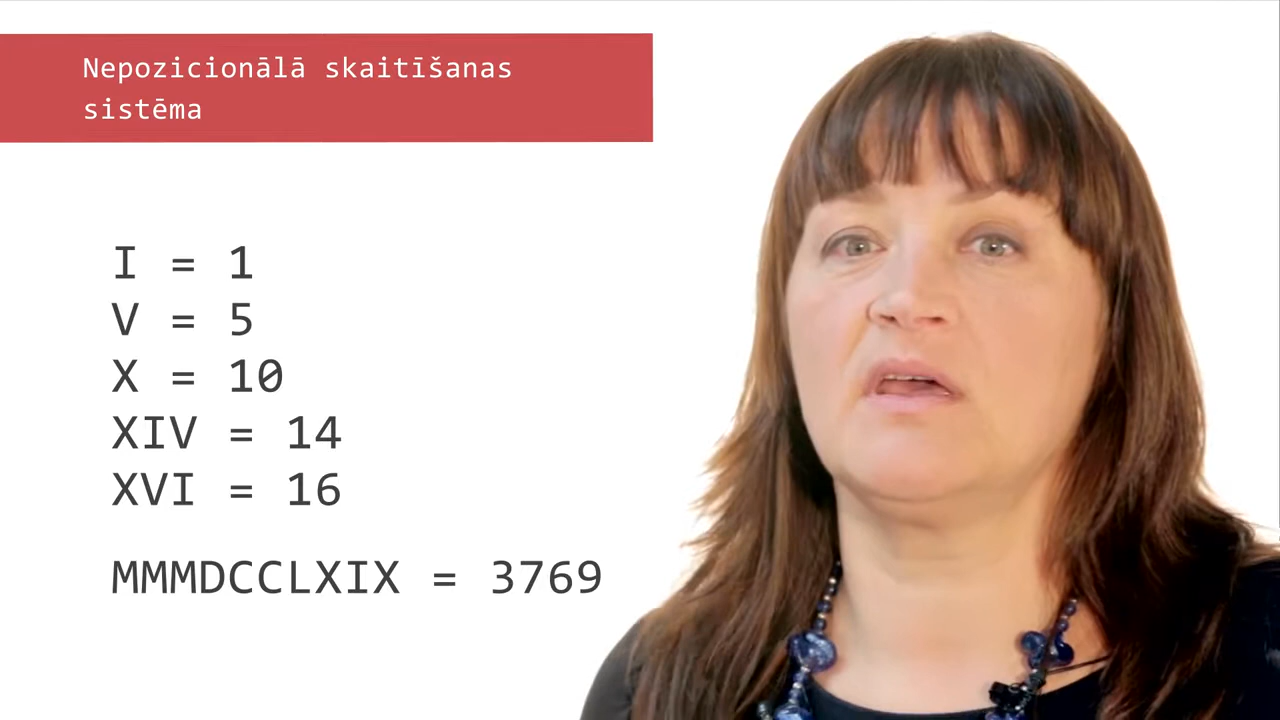 Nepozicionālā skaitīšanas
sistēma
I = 1
V = 5
X = 10
XIV = 14
XVI = 16
MMMDCCLXIX = 3769